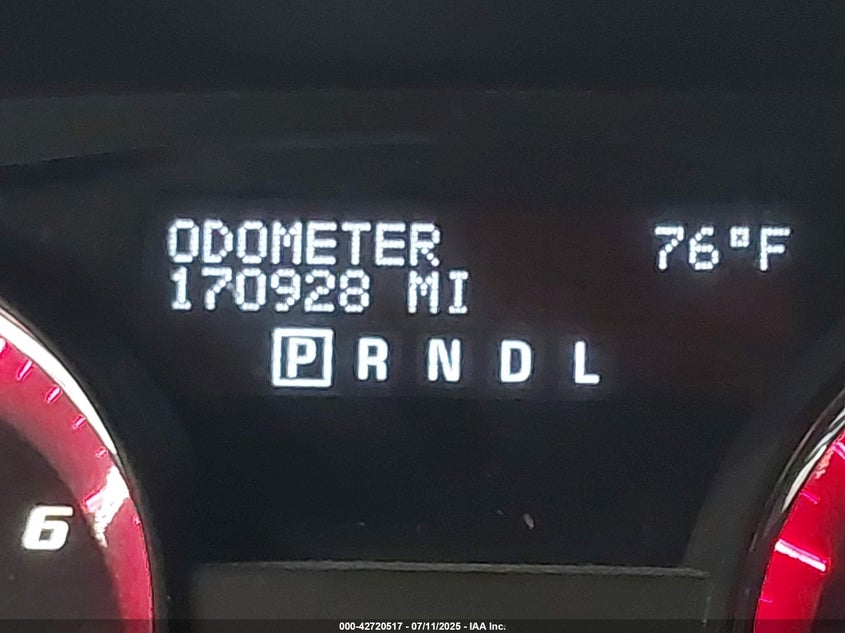 ODOMETER 76°F
170928 MI
P R N D L
6
000-42720517 - 07/11/2025 - IAA Inc.